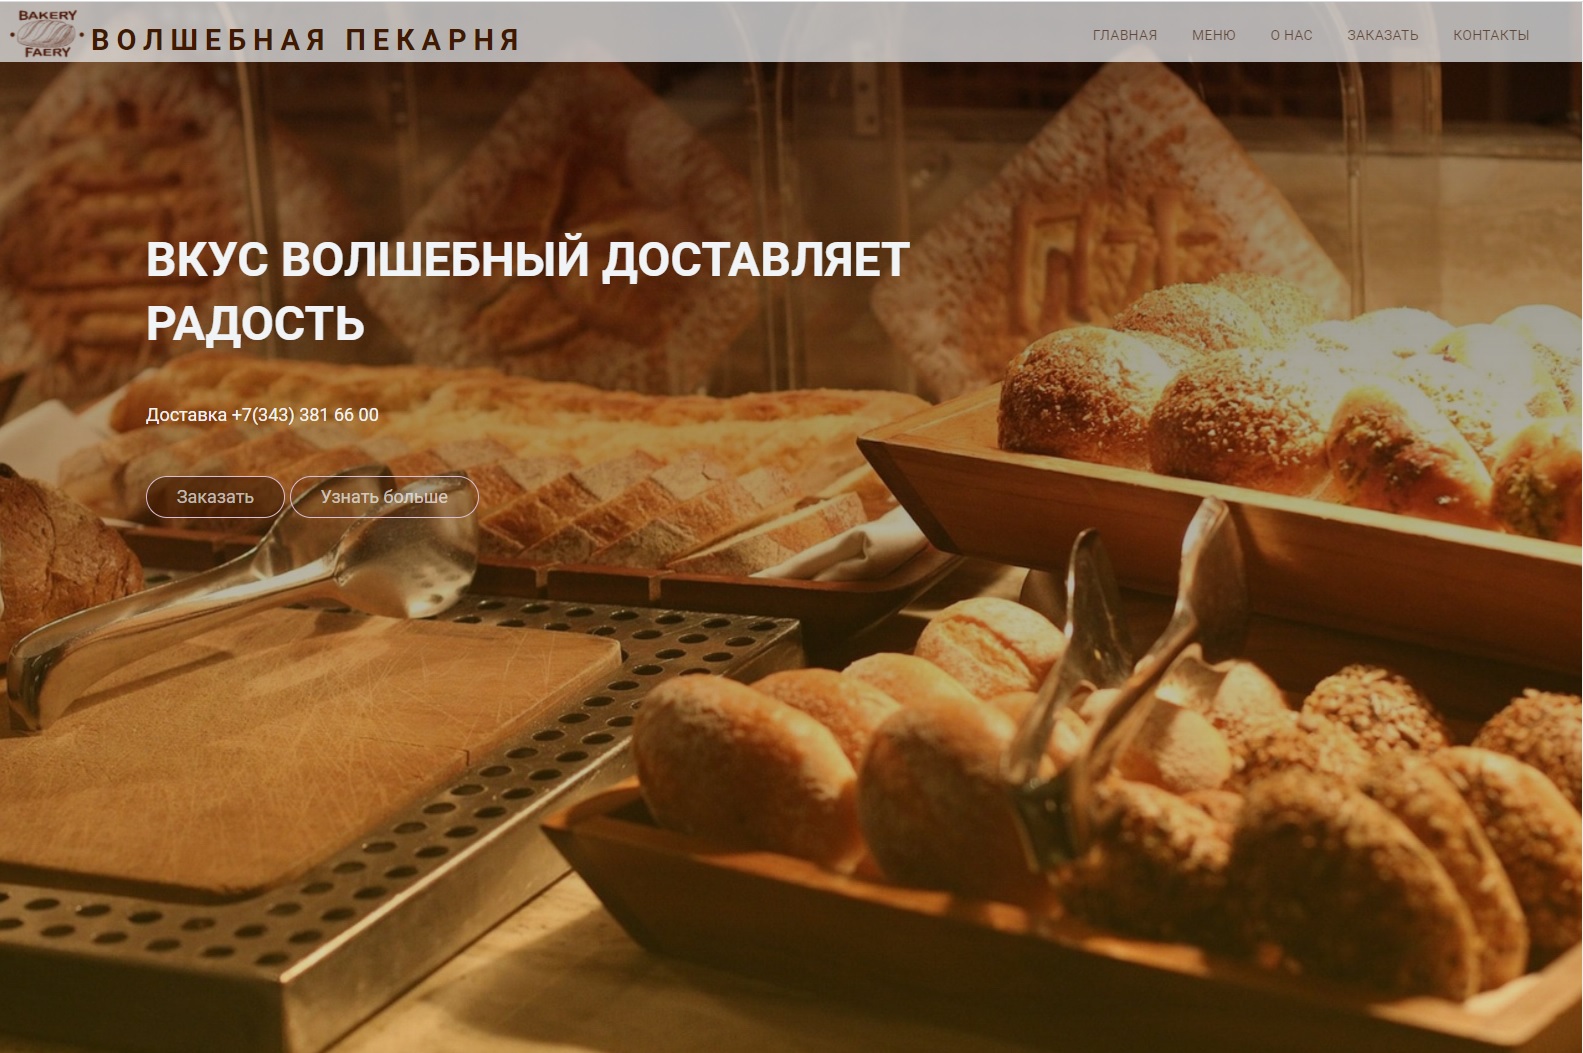 BAKERY
FAERY
ВОЛШЕБНАЯ ПЕКАРНЯ
ГЛАВНАЯ МЕНЮ О НАС ЗАКАЗАТЬ КОНТАКТЫ
ВКУС ВОЛШЕБНЫЙ ДОСТАВЛЯЕТ
РАДОСТЬ
Доставка +7(343) 381 66 00
Заказать Узнать больше